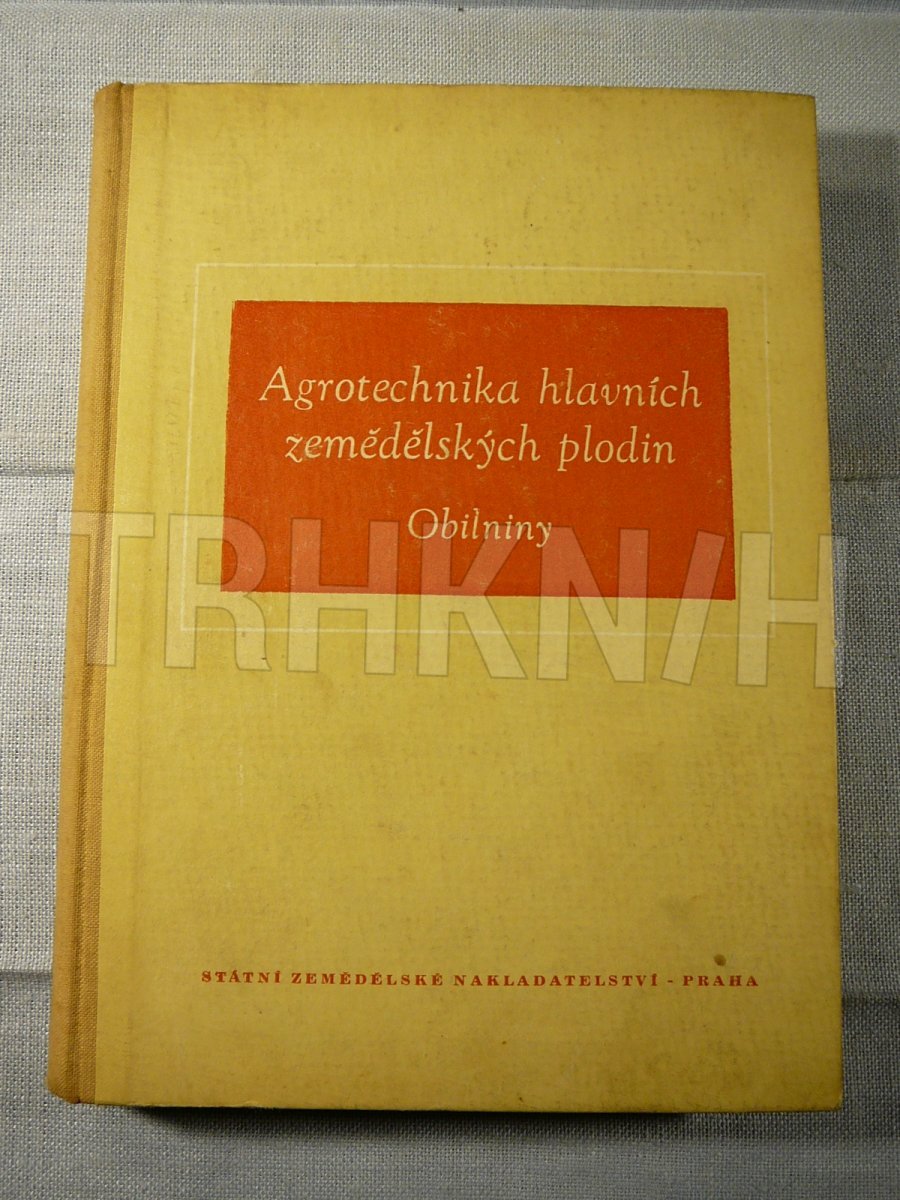 Agrotechnika hlavních
zemědělských plodin
Obilniny
TRHKNIH
STÁTNÍ ZEMĚDĚLSKÉ NAKLADATELSTVÍ - PRAHA